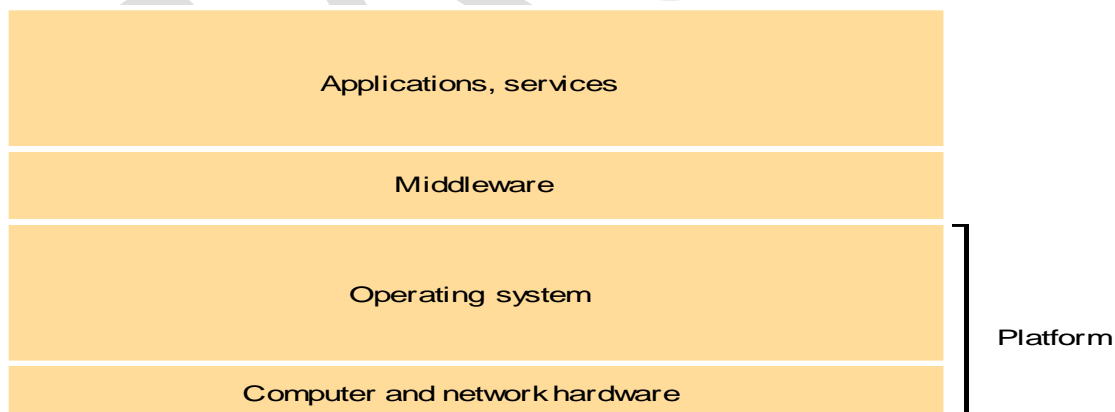 Applications, services
Middleware
Operating system
Platform
Computer and network hardware